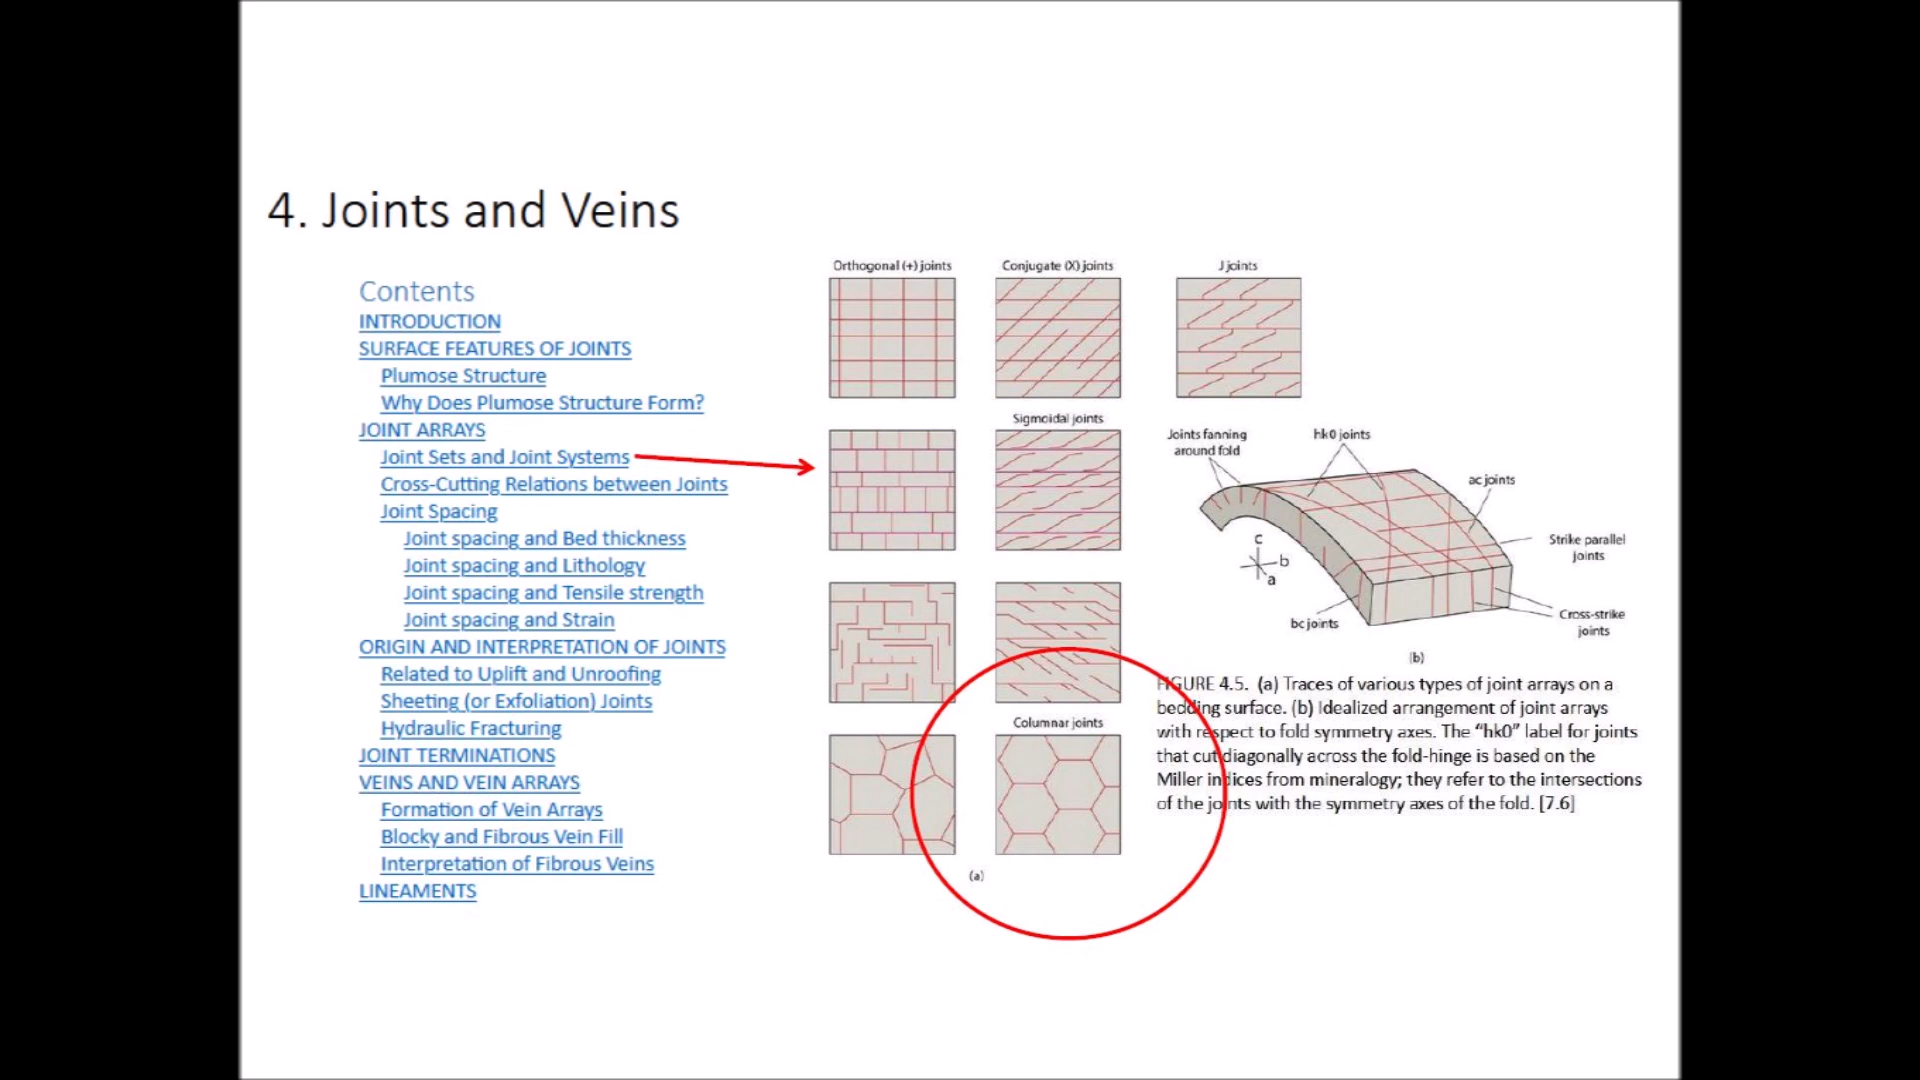 4. Joints and Veins
Contents
INTRODUCTION
SURFACE FEATURES OF JOINTS
Plumose Structure
Why Does Plumose Structure Form?
JOINT ARRAYS
Joint Sets and Joint Systems
Cross-Cutting Relations between Joints
Joint Spacing
Joint spacing and Bed thickness
Joint spacing and Lithology
Joint spacing and Tensile strength
Joint spacing and Strain
ORIGIN AND INTERPRETATION OF JOINTS
Related to Uplift and Unroofing
Sheeting (or Exfoliation) Joints
Hydraulic Fracturing
JOINT TERMINATIONS
VEINS AND VEIN ARRAYS
Formation of Vein Arrays
Blocky and Fibrous Vein Fill
Interpretation of Fibrous Veins
LINEAMENTS
Orthogonal (+) joints
Conjugate (X) joints
J joints
Sigmoidal joints
Columnar joints
(a)
Joints fanning
around fold
hk0 joints
ac joints
Strike parallel
joints
c
b
a
bc joints
Cross-strike
joints
(b)
FIGURE 4.5. (a) Traces of various types of joint arrays on a
bedding surface. (b) Idealized arrangement of joint arrays
with respect to fold symmetry axes. The “hk0” label for joints
that cut diagonally across the fold-hinge is based on the
Miller indices from mineralogy; they refer to the intersections
of the joints with the symmetry axes of the fold. [7.6]